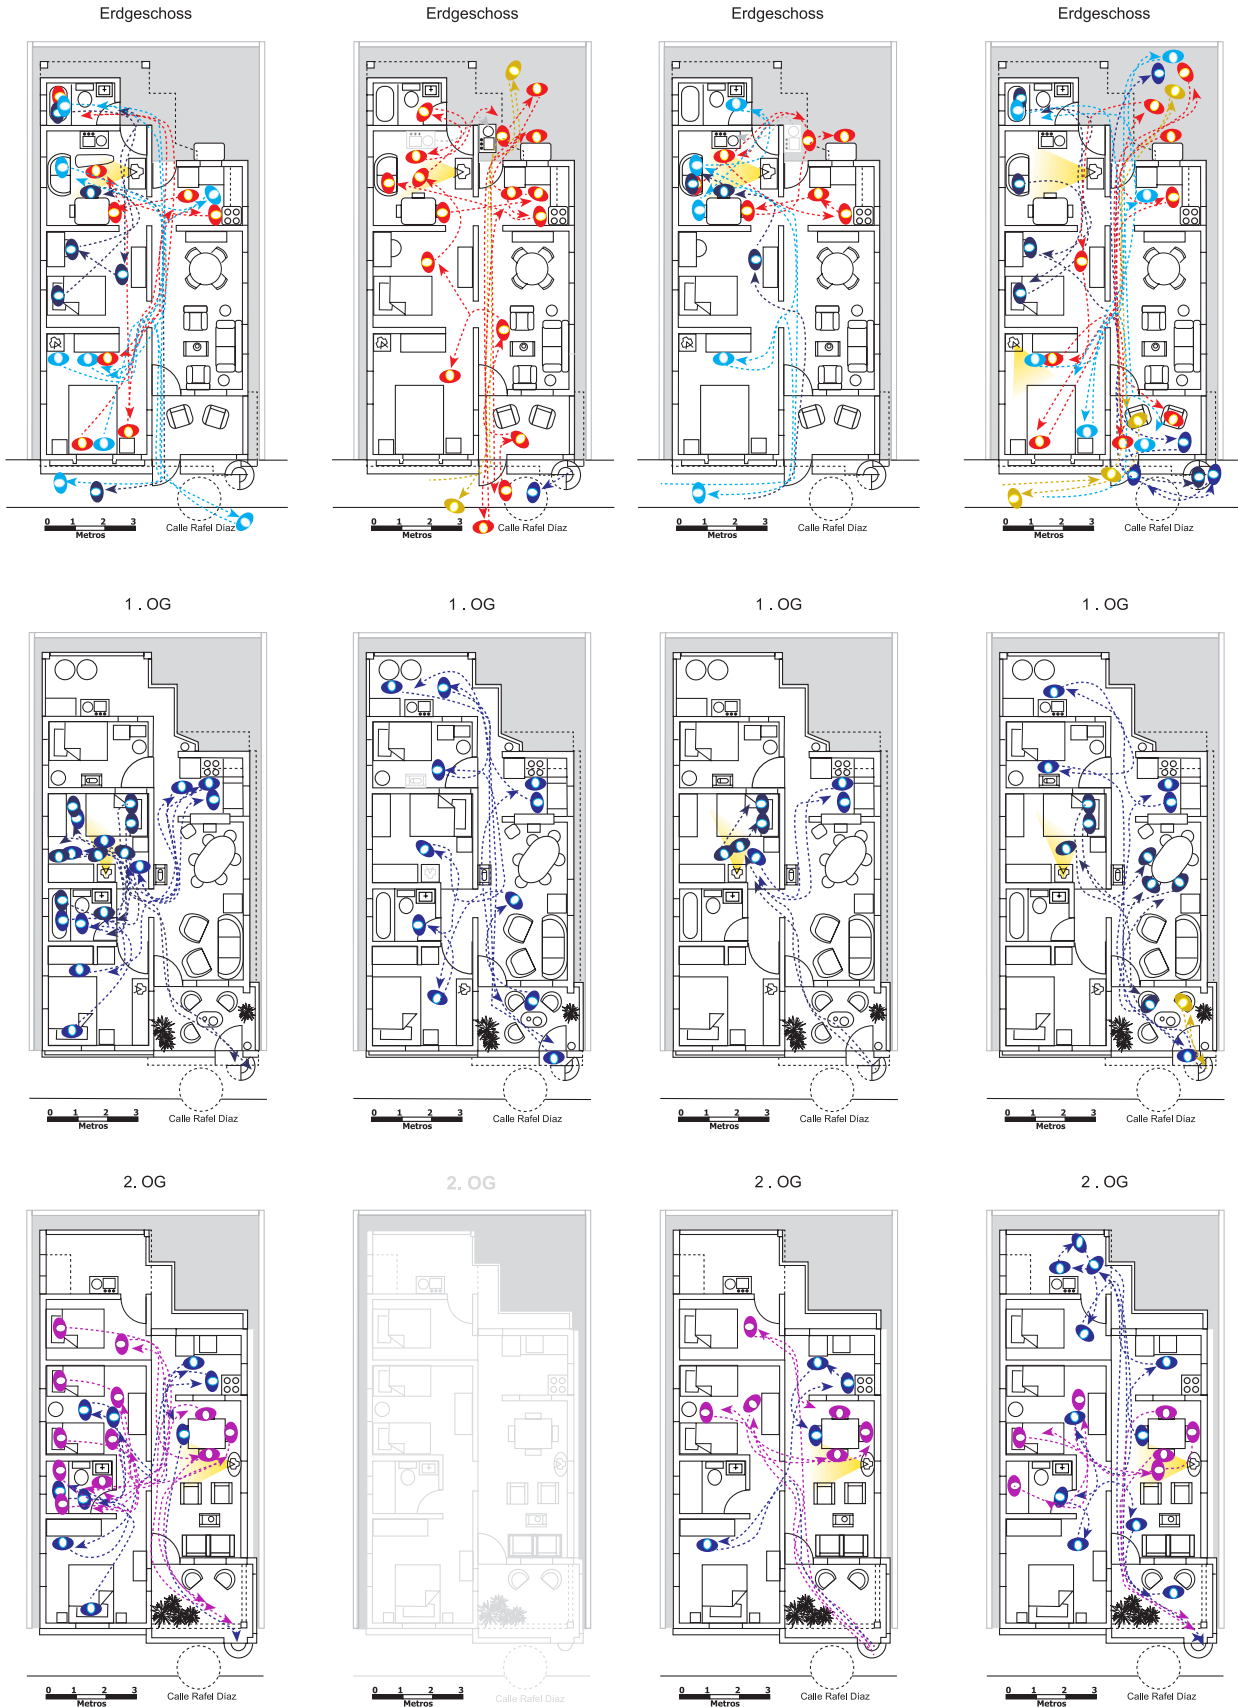 Erdgeschoss Erdgeschoss Erdgeschoss Erdgeschoss
0 1 2 3 0 1 2 3 0 1 2 3 0 1 2 3
Calle Rafel Díaz Calle Rafel Díaz Calle Rafel Díaz Calle Rafel Díaz
Metros Metros Metros Metros
1 . OG 1 . OG 1 . OG 1 . OG
0 1 2 3 0 1 2 3 0 1 2 3 0 1 2 3
Calle Rafel Díaz Calle Rafel Díaz Calle Rafel Díaz Calle Rafel Díaz
Metros Metros Metros Metros
2. OG 2. OG 2 . OG 2 . OG
0 1 2 3 0 1 2 3 0 1 2 3 0 1 2 3
Calle Rafel Díaz Calle Rafel Díaz Calle Rafel Díaz Calle Rafel Díaz
Metros Metros Metros Metros